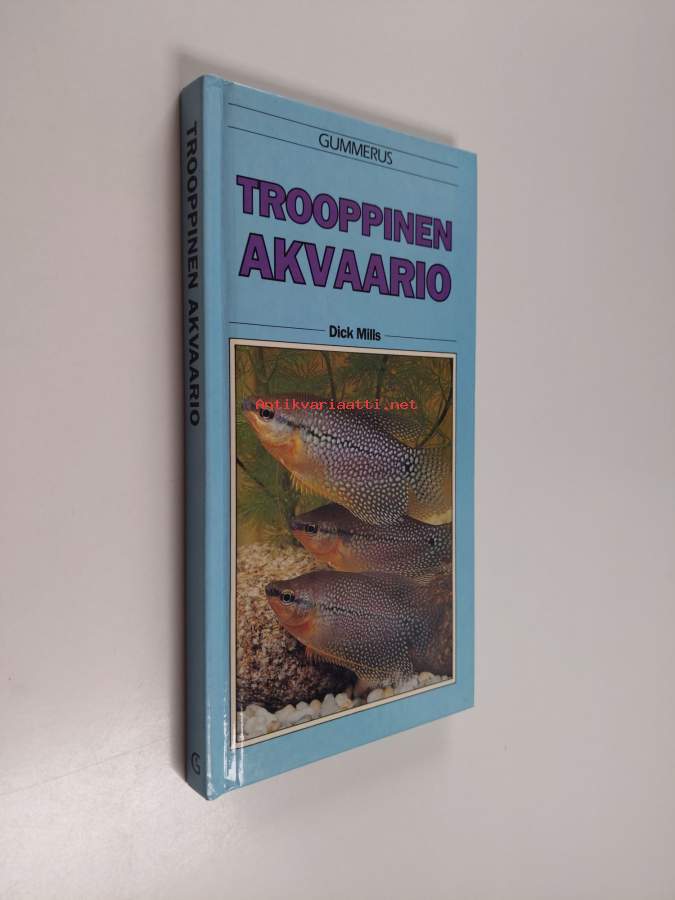 GUMMERUS
TROOPPINEN
AKVAARIO
Dick Mills
Antikvariaatti.net
TROOPPINEN AKVAARIO
G